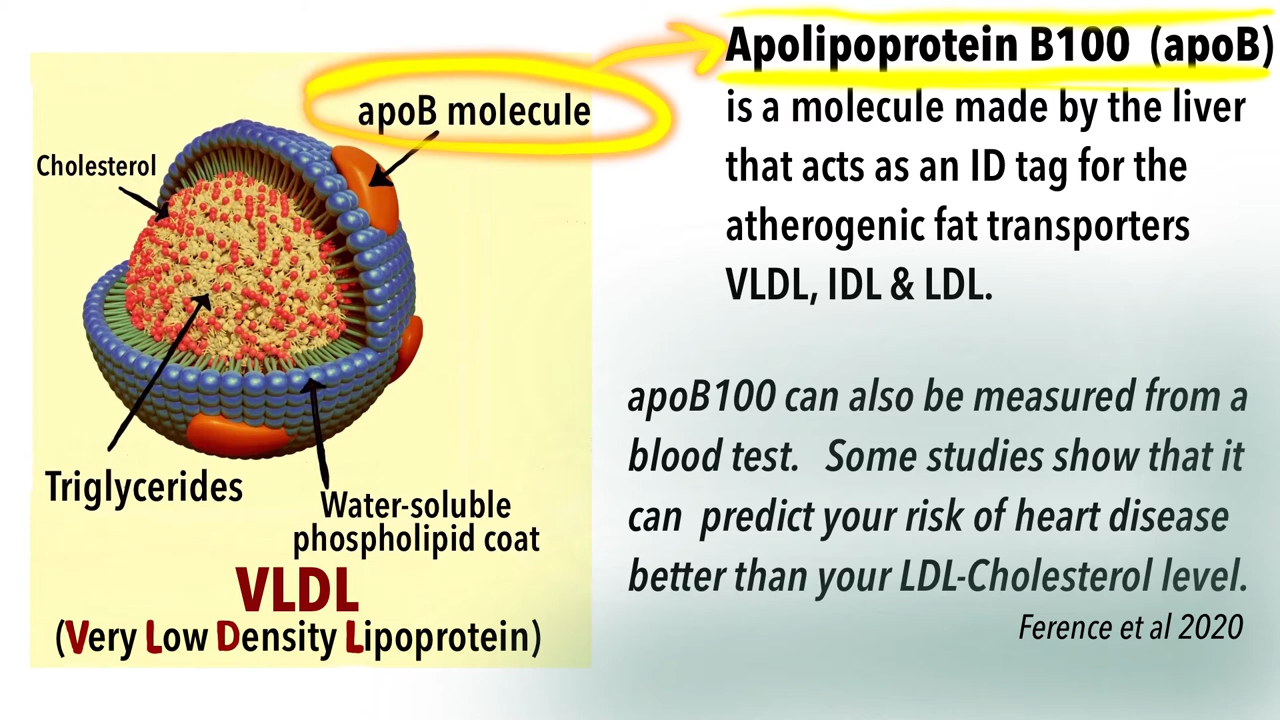 apoB molecule
Cholesterol
Triglycerides
Water-soluble
phospholipid coat
VLDL
(Very Low Density Lipoprotein)
Apolipoprotein B100 (apoB)
is a molecule made by the liver
that acts as an ID tag for the
atherogenic fat transporters
VLDL, IDL & LDL.
apoB100 can also be measured from a
blood test. Some studies show that it
can predict your risk of heart disease
better than your LDL-Cholesterol level.
Ference et al 2020